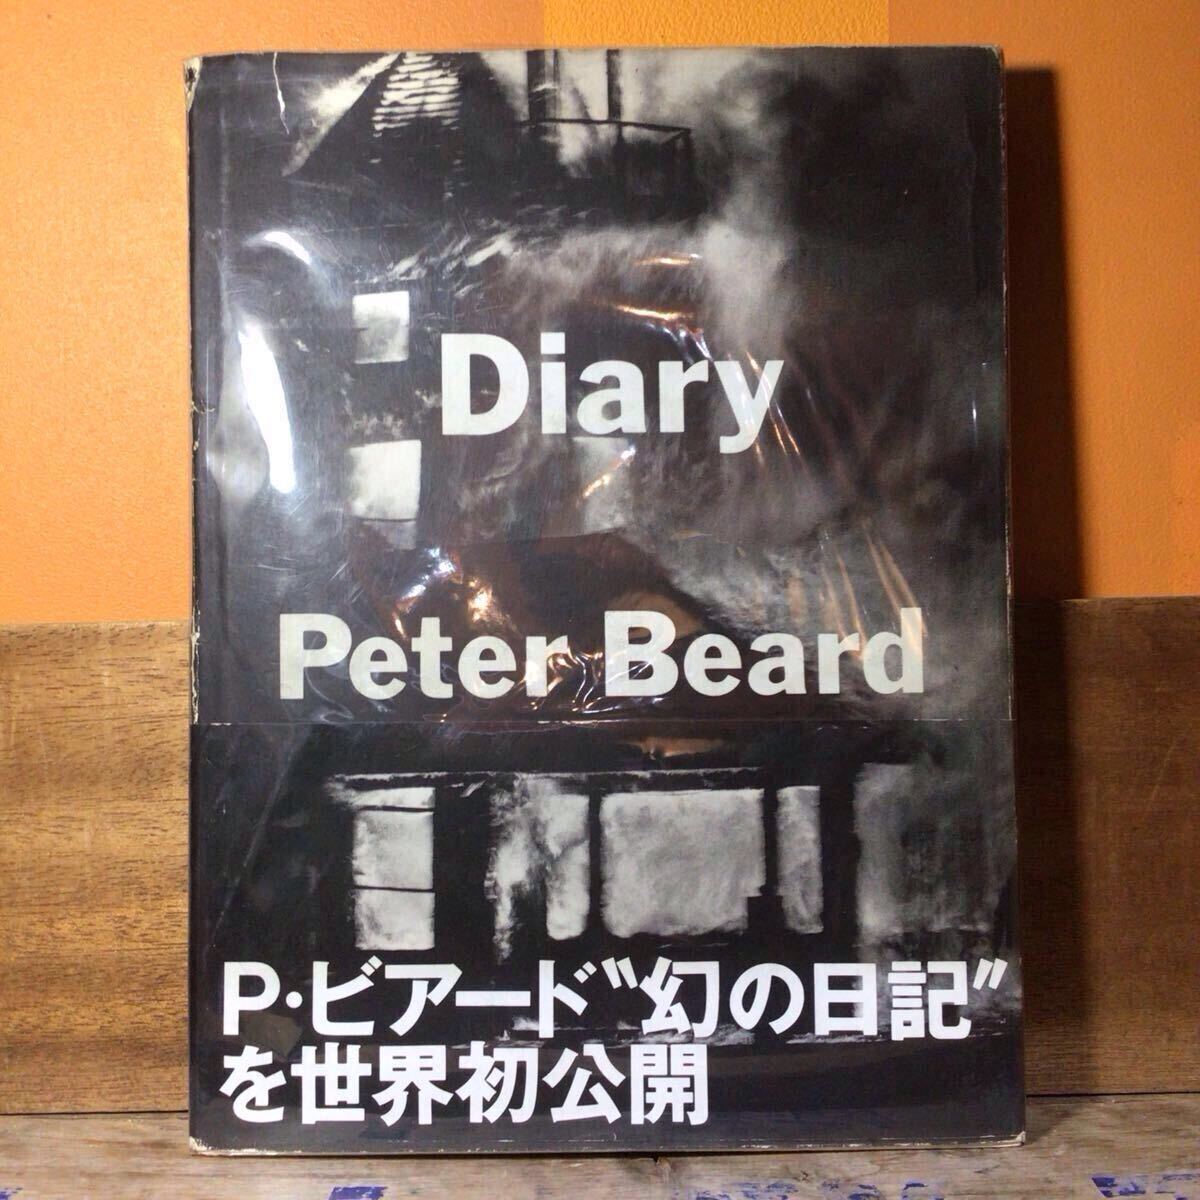 Diary
Peter Beard
P・ビアード〝幻の日記〟
を世界初公開